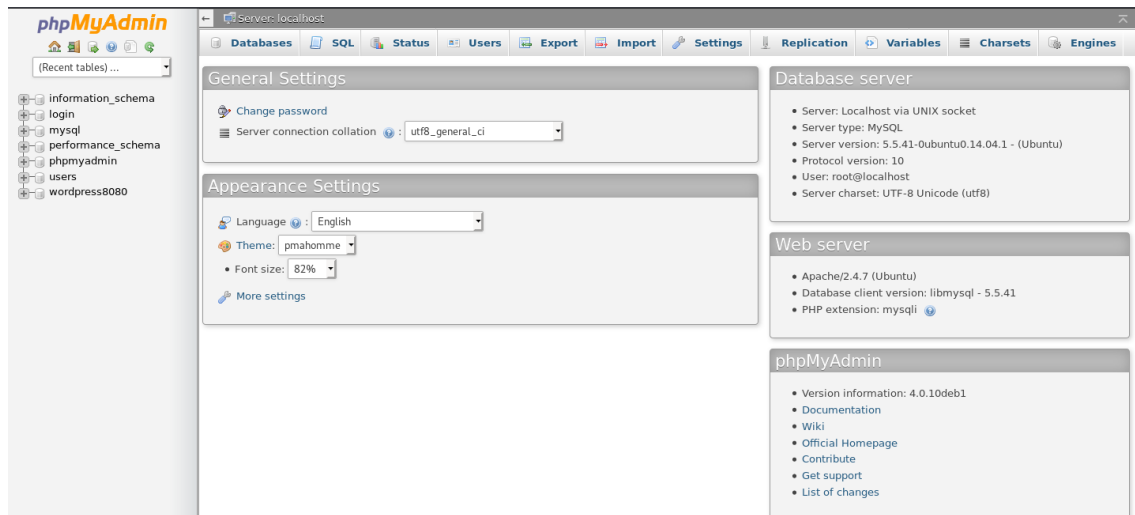 phpMyAdmin
(Recent tables) ...
information_schema
login
mysql
performance_schema
phpmyadmin
users
wordpress8080
Server: localhost
Databases SQL Status Users Export Import Settings Replication Variables Charsets Engines
General Settings
Change password
Server connection collation : utf8_general_ci
Appearance Settings
Language : English
Theme: pmahomme
• Font size: 82%
More settings
Database server
• Server: Localhost via UNIX socket
• Server type: MySQL
• Server version: 5.5.41-0ubuntu0.14.04.1 - (Ubuntu)
• Protocol version: 10
• User: root@localhost
• Server charset: UTF-8 Unicode (utf8)
Web server
• Apache/2.4.7 (Ubuntu)
• Database client version: libmysql - 5.5.41
• PHP extension: mysqli
phpMyAdmin
• Version information: 4.0.10deb1
• Documentation
• Wiki
• Official Homepage
• Contribute
• Get support
• List of changes